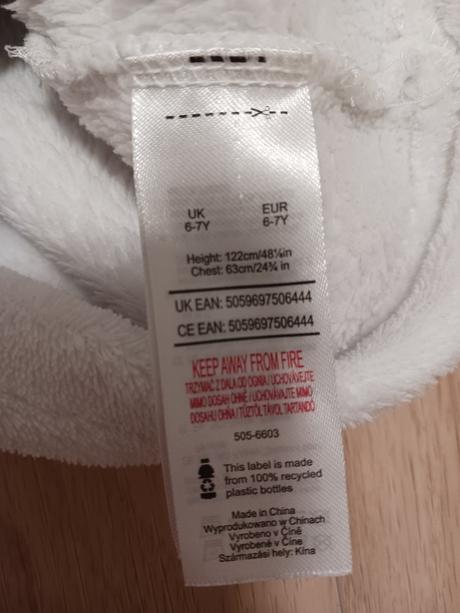 UK EUR
6-7Y 6-7Y
Height: 122cm/48¼in
Chest: 63cm/24¾ in
UK EAN: 5059697506444
CE EAN: 5059697506444
KEEP AWAY FROM FIRE
TRZYMAĆ Z DALA OD OGNIA / UCHOVÁVEJTE
MIMO DOSAH OHNĚ / UCHOVÁVAJTE MIMO
DOSAHU OHŇA / TŰZTŐL TÁVOL TARTANDÓ
505-6603
This label is made
from 100% recycled
plastic bottles
Made in China
Wyprodukowano w Chinach
Vyrobeno v Číně
Vyrobené v Číne
Származási hely: Kína